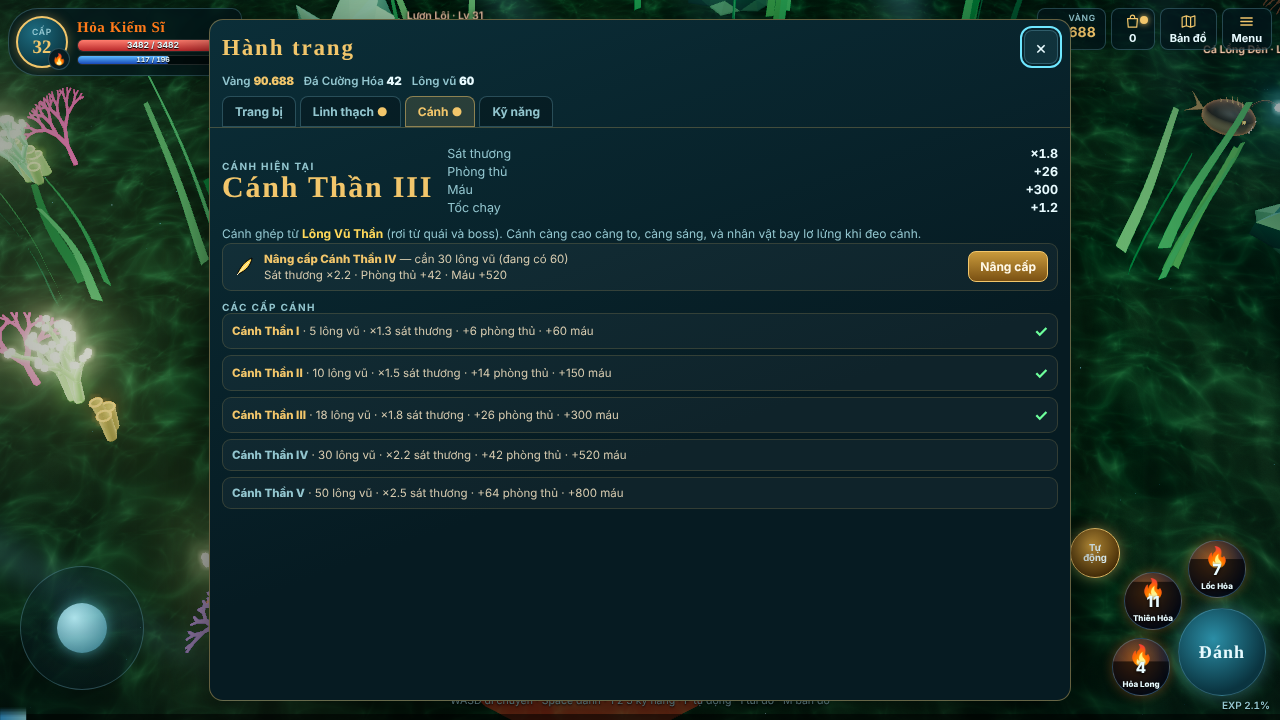 Lươn Lôi · Lv 31
CẤP
32
Hỏa Kiếm Sĩ
3482 / 3482
117 / 196
VÀNG
688
0
Bản đồ
Menu
Cá Lồng Đèn · L
Hành trang
Vàng 90.688 Đá Cường Hóa 42 Lông vũ 60
Trang bị
Linh thạch
Cánh
Kỹ năng
CÁNH HIỆN TẠI
Cánh Thần III
Sát thương ×1.8
Phòng thủ +26
Máu +300
Tốc chạy +1.2
Cánh ghép từ Lông Vũ Thần (rơi từ quái và boss). Cánh càng cao càng to, càng sáng, và nhân vật bay lơ lửng khi đeo cánh.
Nâng cấp Cánh Thần IV — cần 30 lông vũ (đang có 60)
Sát thương ×2.2 · Phòng thủ +42 · Máu +520
Nâng cấp
CÁC CẤP CÁNH
Cánh Thần I · 5 lông vũ · ×1.3 sát thương · +6 phòng thủ · +60 máu
Cánh Thần II · 10 lông vũ · ×1.5 sát thương · +14 phòng thủ · +150 máu
Cánh Thần III · 18 lông vũ · ×1.8 sát thương · +26 phòng thủ · +300 máu
Cánh Thần IV · 30 lông vũ · ×2.2 sát thương · +42 phòng thủ · +520 máu
Cánh Thần V · 50 lông vũ · ×2.5 sát thương · +64 phòng thủ · +800 máu
Tự
động
7
Lốc Hỏa
11
Thiên Hỏa
4
Hỏa Long
Đánh
EXP 2.1%